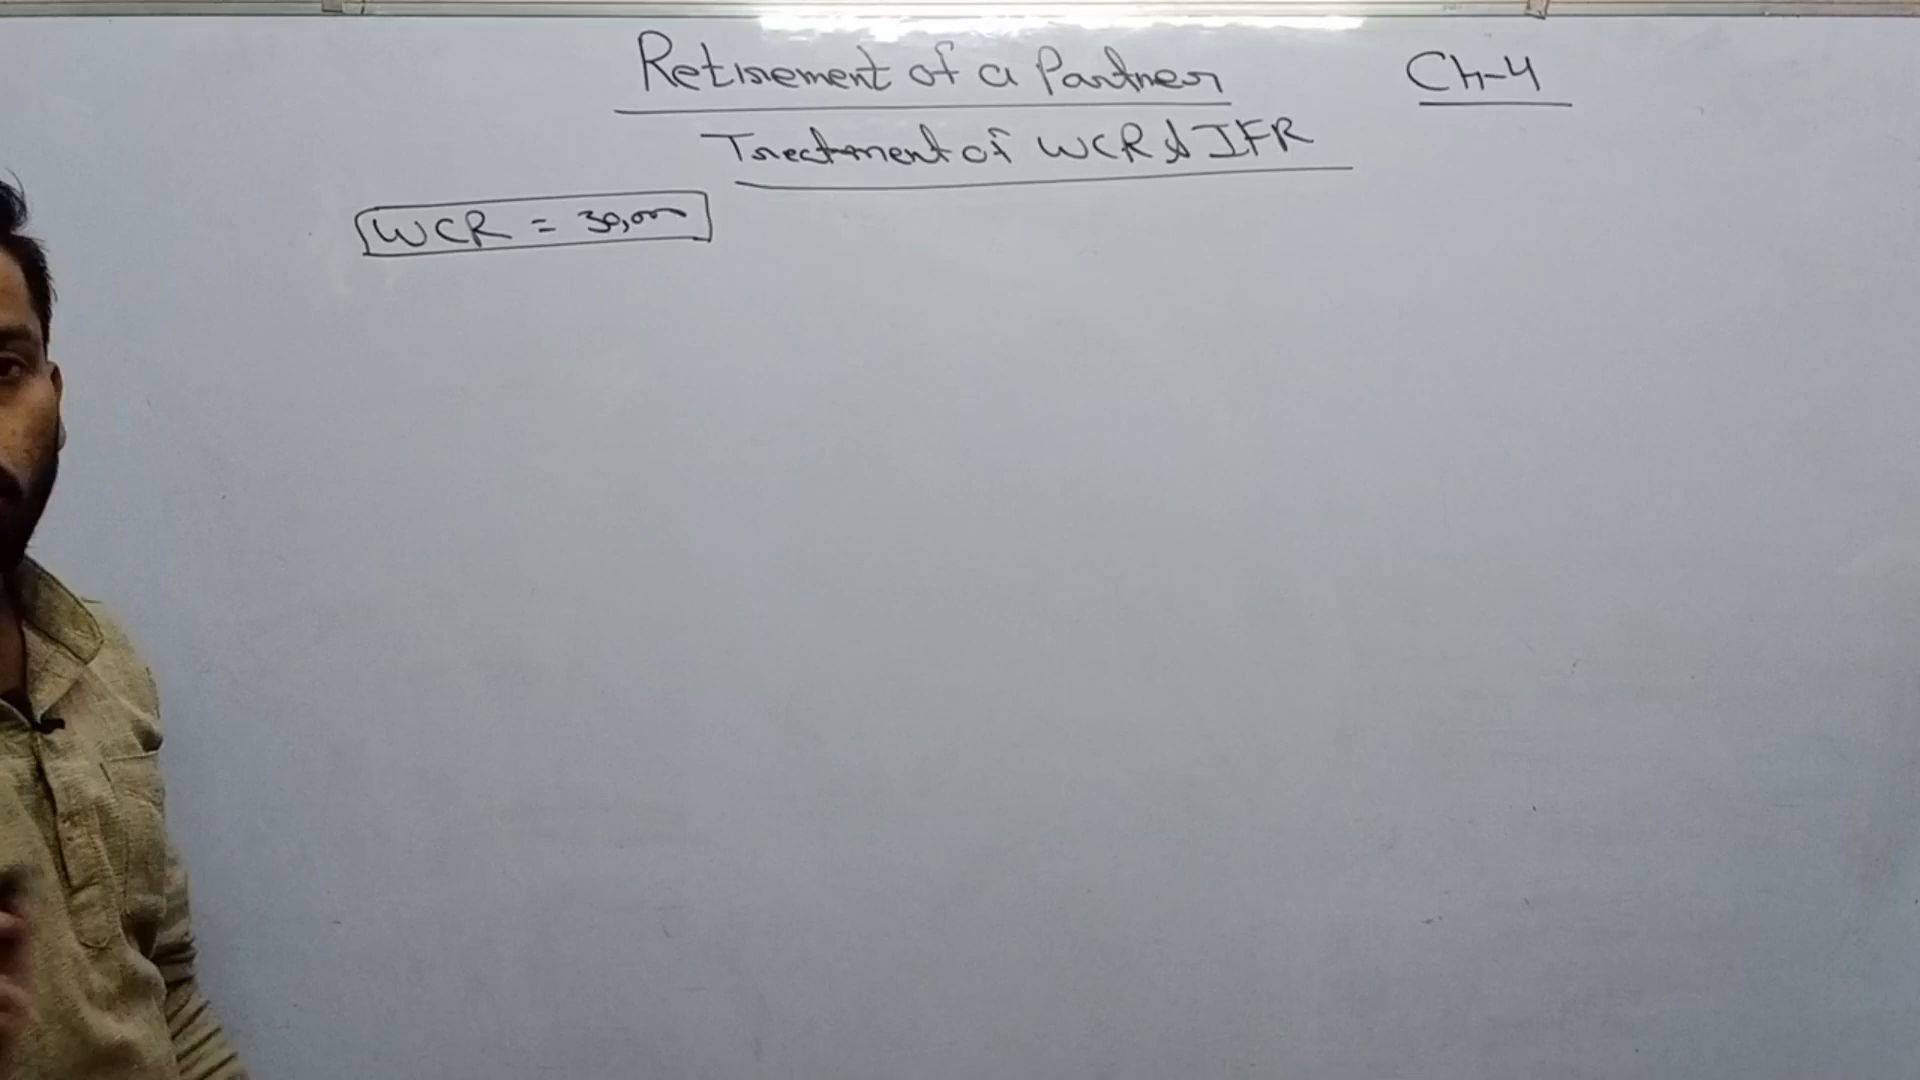 Retirement of a Partner Ch-4
Treatment of WCR & IFR
WCR = 30,000